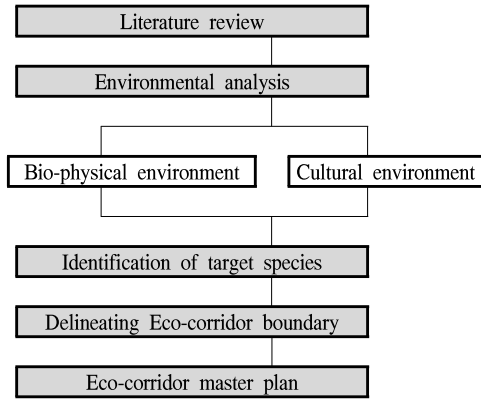 Literature review
Environmental analysis
Bio-physical environment
Cultural environment
Identification of target species
Delineating Eco-corridor boundary
Eco-corridor master plan